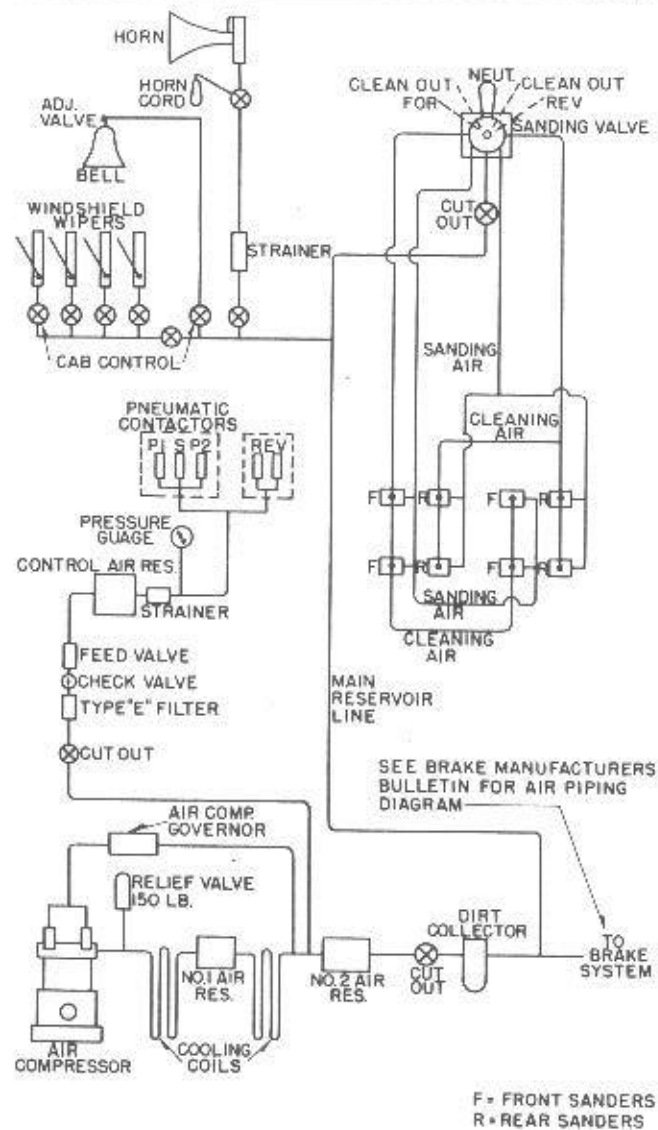 HORN
HORN
CORD
ADJ.
VALVE
BELL
WINDSHIELD
WIPERS
STRAINER
CAB CONTROL
NEUT.
CLEAN OUT
CLEAN OUT
FOR
REV
SANDING VALVE
CUT
OUT
SANDING
AIR
CLEANING
AIR
F
R
F
R
F
R
F
R
SANDING
AIR
CLEANING
AIR
PNEUMATIC
CONTACTORS
P1 S P2
REV
PRESSURE
GUAGE
CONTROL AIR RES.
STRAINER
FEED VALVE
CHECK VALVE
TYPE "E" FILTER
CUT OUT
MAIN
RESERVOIR
LINE
SEE BRAKE MANUFACTURERS
BULLETIN FOR AIR PIPING
DIAGRAM
AIR COMP.
GOVERNOR
RELIEF VALVE
150 LB.
DIRT
COLLECTOR
TO
BRAKE
SYSTEM
NO.1 AIR
RES.
NO.2 AIR
RES.
CUT
OUT
AIR
COMPRESSOR
COOLING
COILS
F = FRONT SANDERS
R = REAR SANDERS